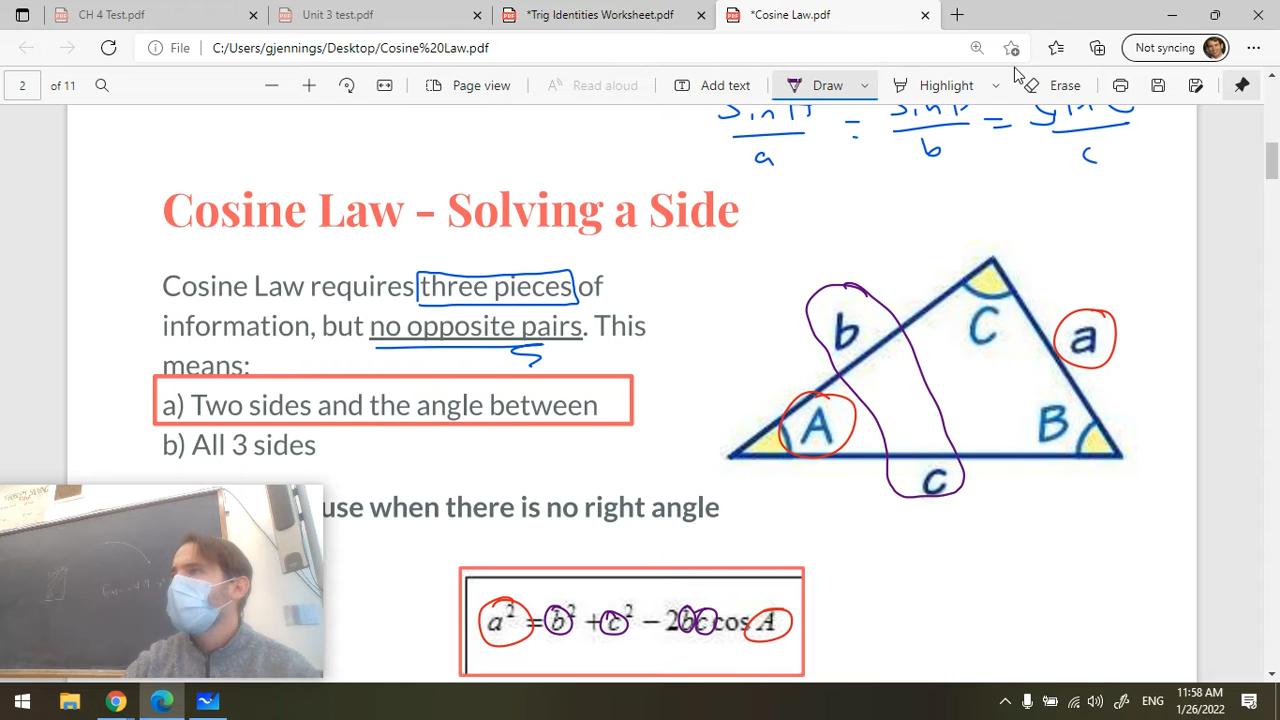 CH 4 Test.pdf
Unit 3 test.pdf
*Trig Identities Worksheet.pdf
*Cosine Law.pdf
File
C:/Users/gjennings/Desktop/Cosine%20Law.pdf
Not syncing
2 of 11
Page view
Read aloud
Add text
Draw
Highlight
Erase
a
=
b
=
c
Cosine Law - Solving a Side
Cosine Law requires three pieces of
information, but no opposite pairs. This
means:
a) Two sides and the angle between
b) All 3 sides
use when there is no right angle
b
C
a
A
B
c
a² = b² + c² − 2bc cos A
ENG
11:58 AM
1/26/2022